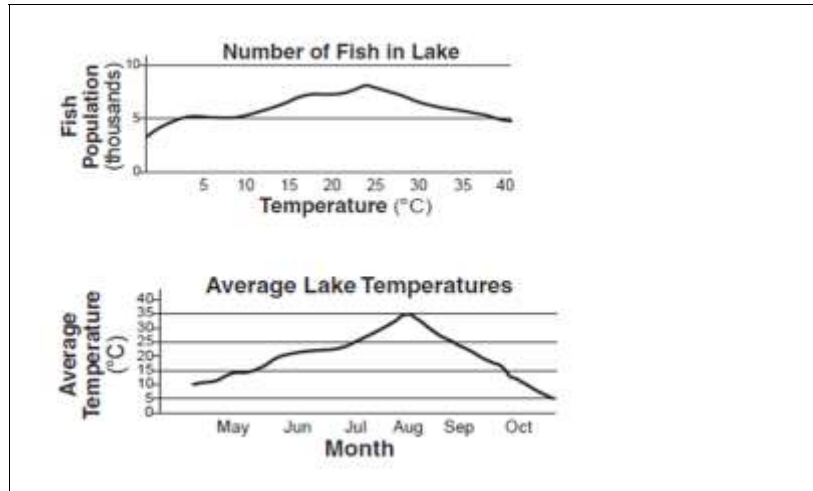 Number of Fish in Lake
Fish
Population
(thousands)
10
5
0
5 10 15 20 25 30 35 40
Temperature (°C)
Average Lake Temperatures
Average
Temperature
(°C)
40
35
30
25
20
15
10
5
0
May Jun Jul Aug Sep Oct
Month